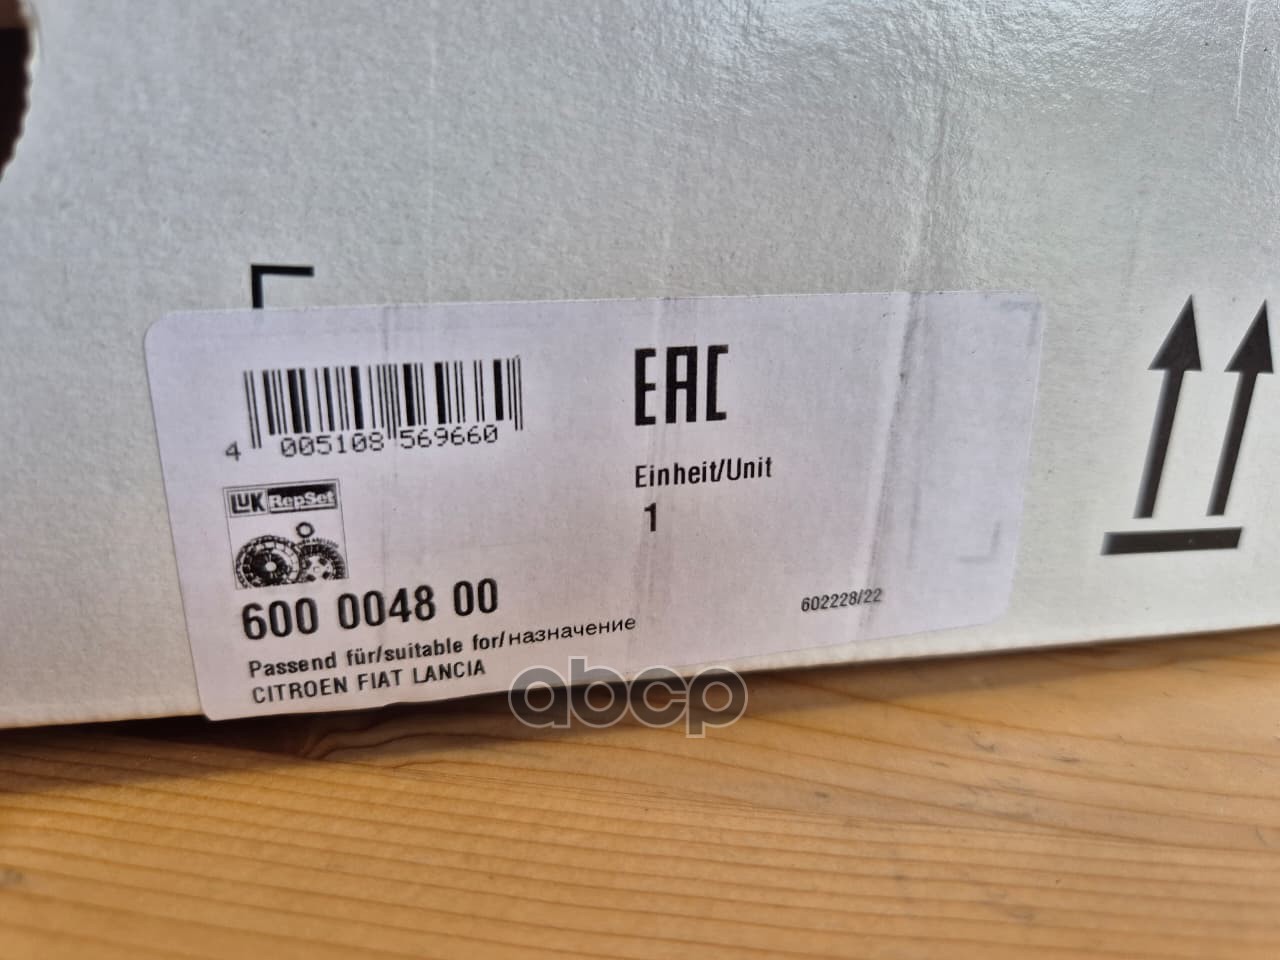 EAC
4 005108 569660
Einheit/Unit
1
LUK RepSet
600 0048 00
602228/22
Passend für/suitable for/назначение
CITROEN FIAT LANCIA
abcp